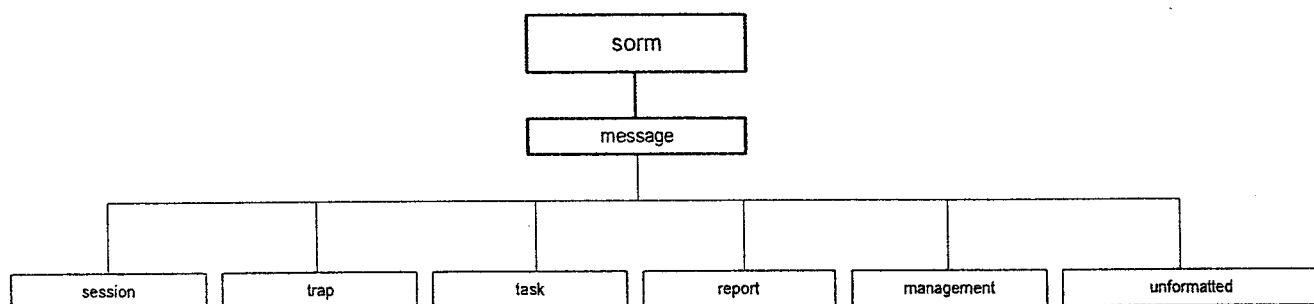 sorm
message
session
trap
task
report
management
unformatted